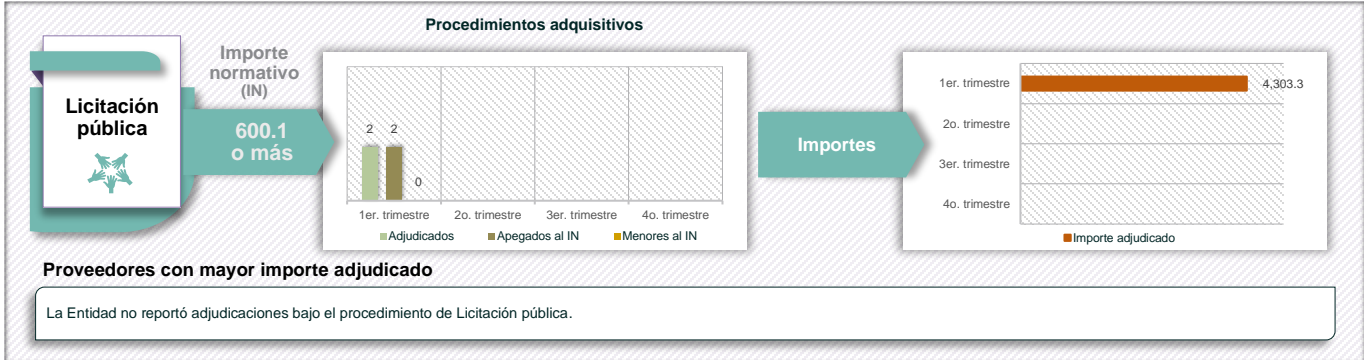 Procedimientos adquisitivos
Licitación
pública
Importe
normativo
(IN)
600.1
o más
2 2
0
1er. trimestre 2o. trimestre 3er. trimestre 4o. trimestre
Adjudicados Apegados al IN Menores al IN
Importes
1er. trimestre 4,303.3
2o. trimestre
3er. trimestre
4o. trimestre
Importe adjudicado
Proveedores con mayor importe adjudicado
La Entidad no reportó adjudicaciones bajo el procedimiento de Licitación pública.